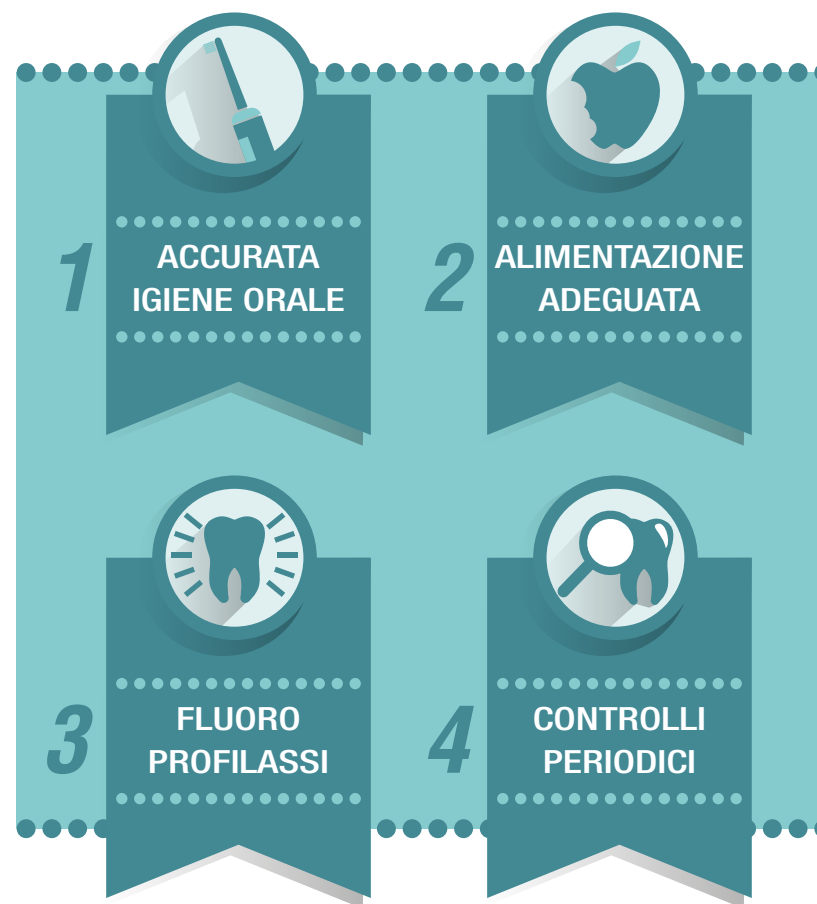 1
ACCURATA
IGIENE ORALE
2
ALIMENTAZIONE
ADEGUATA
3
FLUORO
PROFILASSI
4
CONTROLLI
PERIODICI